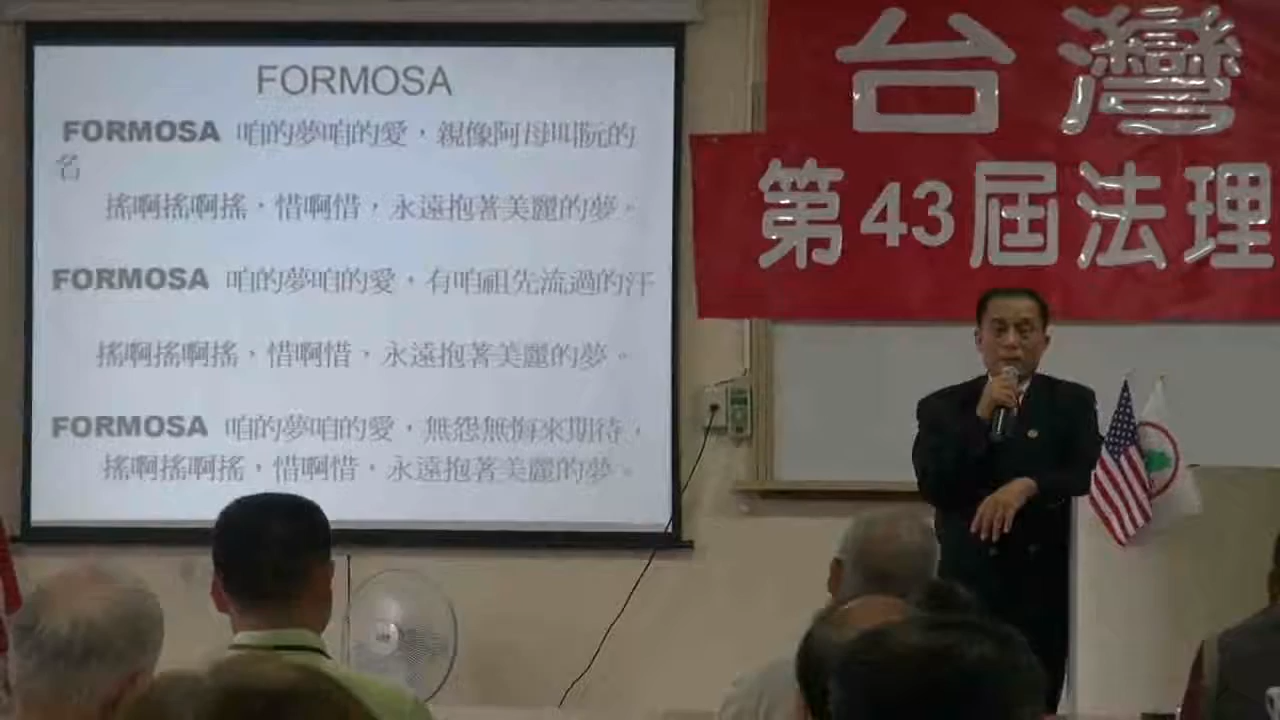 FORMOSA
FORMOSA 咱的夢咱的愛，親像阿母叫阮的
名
搖啊搖啊搖，惜啊惜，永遠抱著美麗的夢。
FORMOSA 咱的夢咱的愛，有咱祖先流過的汗
搖啊搖啊搖，惜啊惜，永遠抱著美麗的夢。
FORMOSA 咱的夢咱的愛，無怨無悔來期待，
搖啊搖啊搖，惜啊惜，永遠抱著美麗的夢。
台灣
第43屆法理